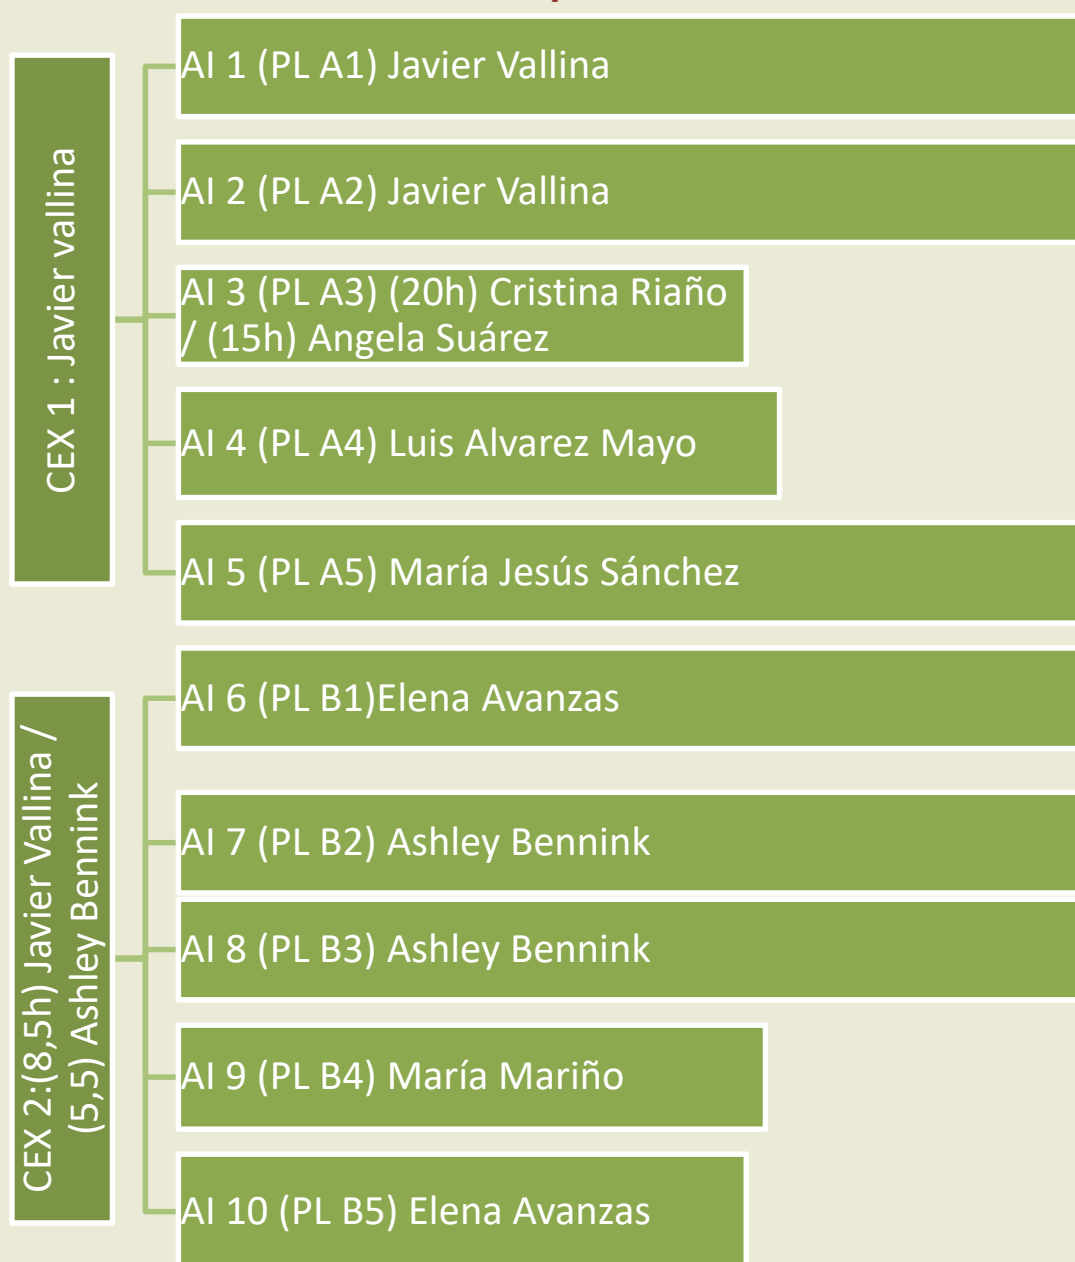 CEX 1 : Javier vallina
AI 1 (PL A1) Javier Vallina
AI 2 (PL A2) Javier Vallina
AI 3 (PL A3) (20h) Cristina Riaño
/ (15h) Angela Suárez
AI 4 (PL A4) Luis Alvarez Mayo
AI 5 (PL A5) María Jesús Sánchez
CEX 2:(8,5h) Javier Vallina /
(5,5) Ashley Bennink
AI 6 (PL B1)Elena Avanzas
AI 7 (PL B2) Ashley Bennink
AI 8 (PL B3) Ashley Bennink
AI 9 (PL B4) María Mariño
AI 10 (PL B5) Elena Avanzas